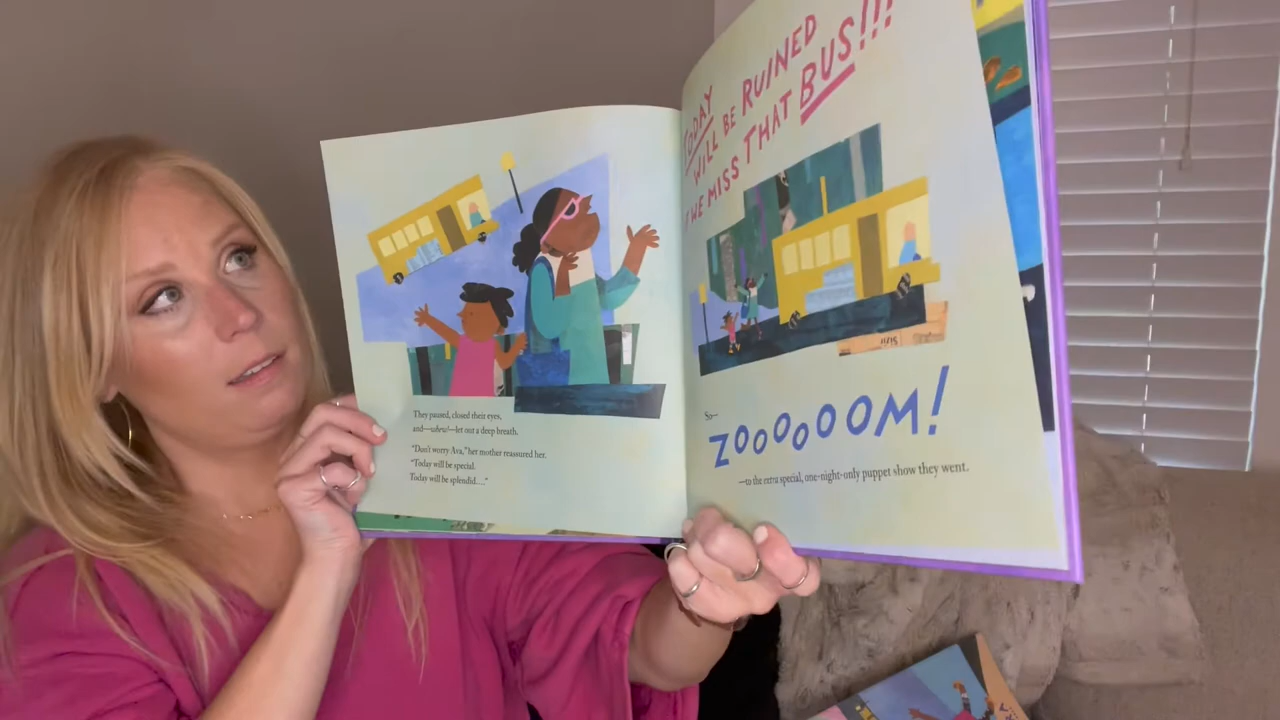 They paused, closed their eyes,
and—whew!—let out a deep breath.
"Don't worry Ava," her mother reassured her.
"Today will be special.
Today will be splendid...."
TODAY
WILL BE RUINED
WE MISS THAT BUS!!!
So—
ZOOOOOOM!
—to the extra special, one-night-only puppet show they went.